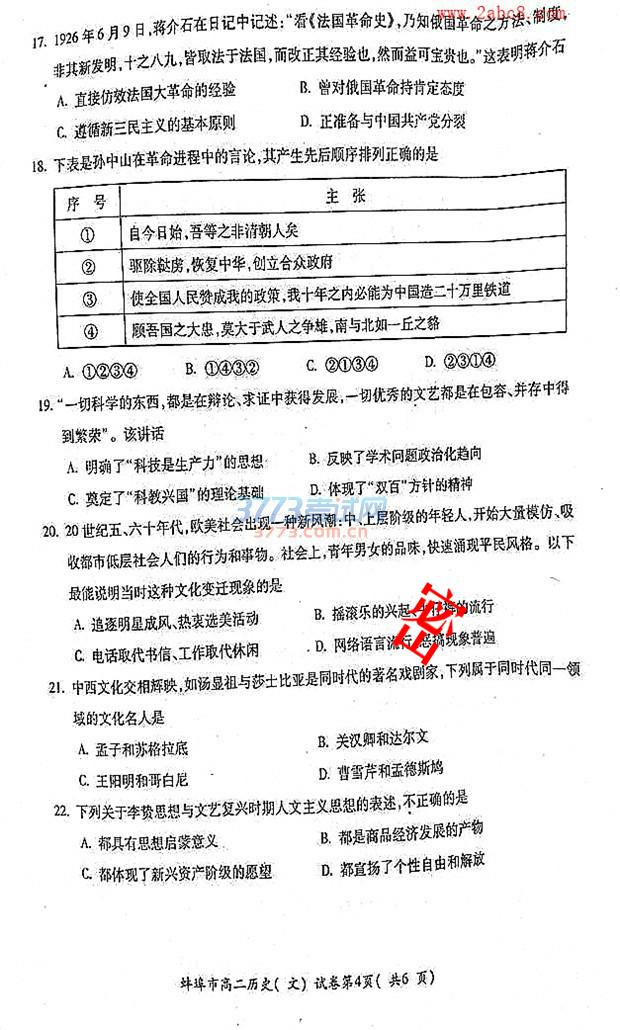 www.2abc8.com
17. 1926年6月9日,蒋介石在日记中记述:“看《法国革命史》,乃知俄国革命之方法、制度,
非其新发明,十之八九,皆取法于法国,而改正其经验也,然而益可宝贵也。”这表明蒋介石
A. 直接仿效法国大革命的经验 B. 曾对俄国革命持肯定态度
C. 遵循新三民主义的基本原则 D. 正准备与中国共产党分裂
18. 下表是孙中山在革命进程中的言论,其产生先后顺序排列正确的是
序 号 主 张
① 自今日始,吾等之非清朝人矣
② 驱除鞑虏,恢复中华,创立合众政府
③ 使全国人民赞成我的政策,我十年之内必能为中国造二十万里铁道
④ 顾吾国之大患,莫大于武人之争雄,南与北如一丘之貉
A. ①②③④ B. ①④③② C. ②①③④ D. ②③①④
19. “一切科学的东西,都是在辩论、求证中获得发展,一切优秀的文艺都是在包容、并存中得
到繁荣”。该讲话
A. 明确了“科技是生产力”的思想 B. 反映了学术问题政治化趋向
C. 奠定了“科教兴国”的理论基础 D. 体现了“双百”方针的精神
3773考试网
3773.com.cn
20. 20世纪五、六十年代,欧美社会出现一种新风潮:中、上层阶级的年轻人,开始大量模仿、吸
收都市低层社会人们的行为和事物。社会上,青年男女的品味,快速涌现平民风格。以下
最能说明当时这种文化变迁现象的是
A. 追逐明星成风、热衷选美活动 B. 摇滚乐的兴起、牛仔裤的流行
C. 电话取代书信、工作取代休闲 D. 网络语言流行、恶搞现象普遍
密
21. 中西文化交相辉映,如汤显祖与莎士比亚是同时代的著名戏剧家,下列属于同时代同一领
域的文化名人是
A. 孟子和苏格拉底 B. 关汉卿和达尔文
C. 王阳明和哥白尼 D. 曹雪芹和孟德斯鸠
22. 下列关于李贽思想与文艺复兴时期人文主义思想的表述,不正确的是
A. 都具有思想启蒙意义 B. 都是商品经济发展的产物
C. 都体现了新兴资产阶级的愿望 D. 都宣扬了个性自由和解放
蚌埠市高二历史(文)试卷第4页(共6页)